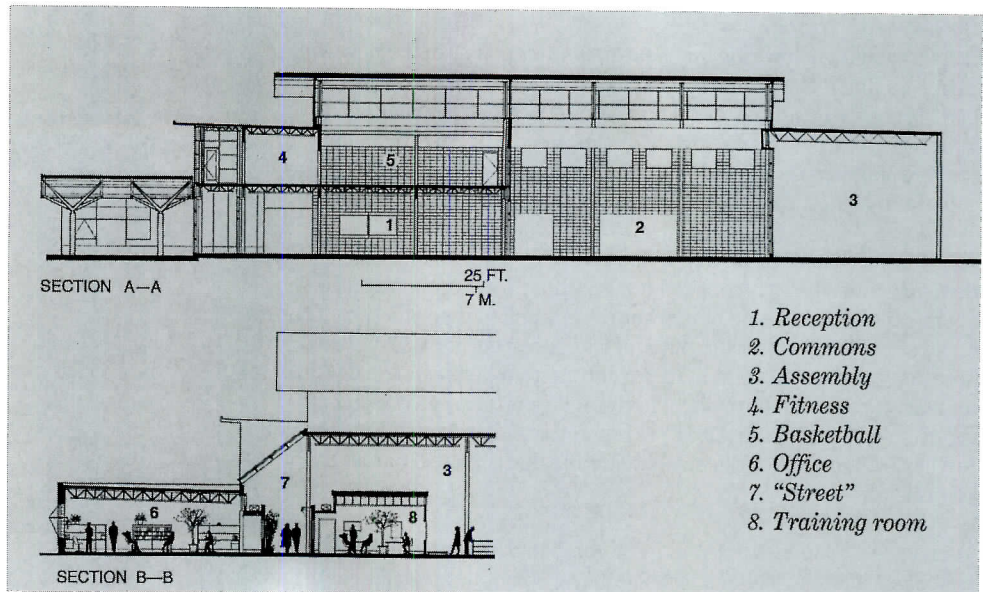 4
5
1
2
3
SECTION A—A
25 FT.
7 M.
1. Reception
2. Commons
3. Assembly
4. Fitness
5. Basketball
6. Office
7. "Street"
8. Training room
3
7
6
8
SECTION B—B